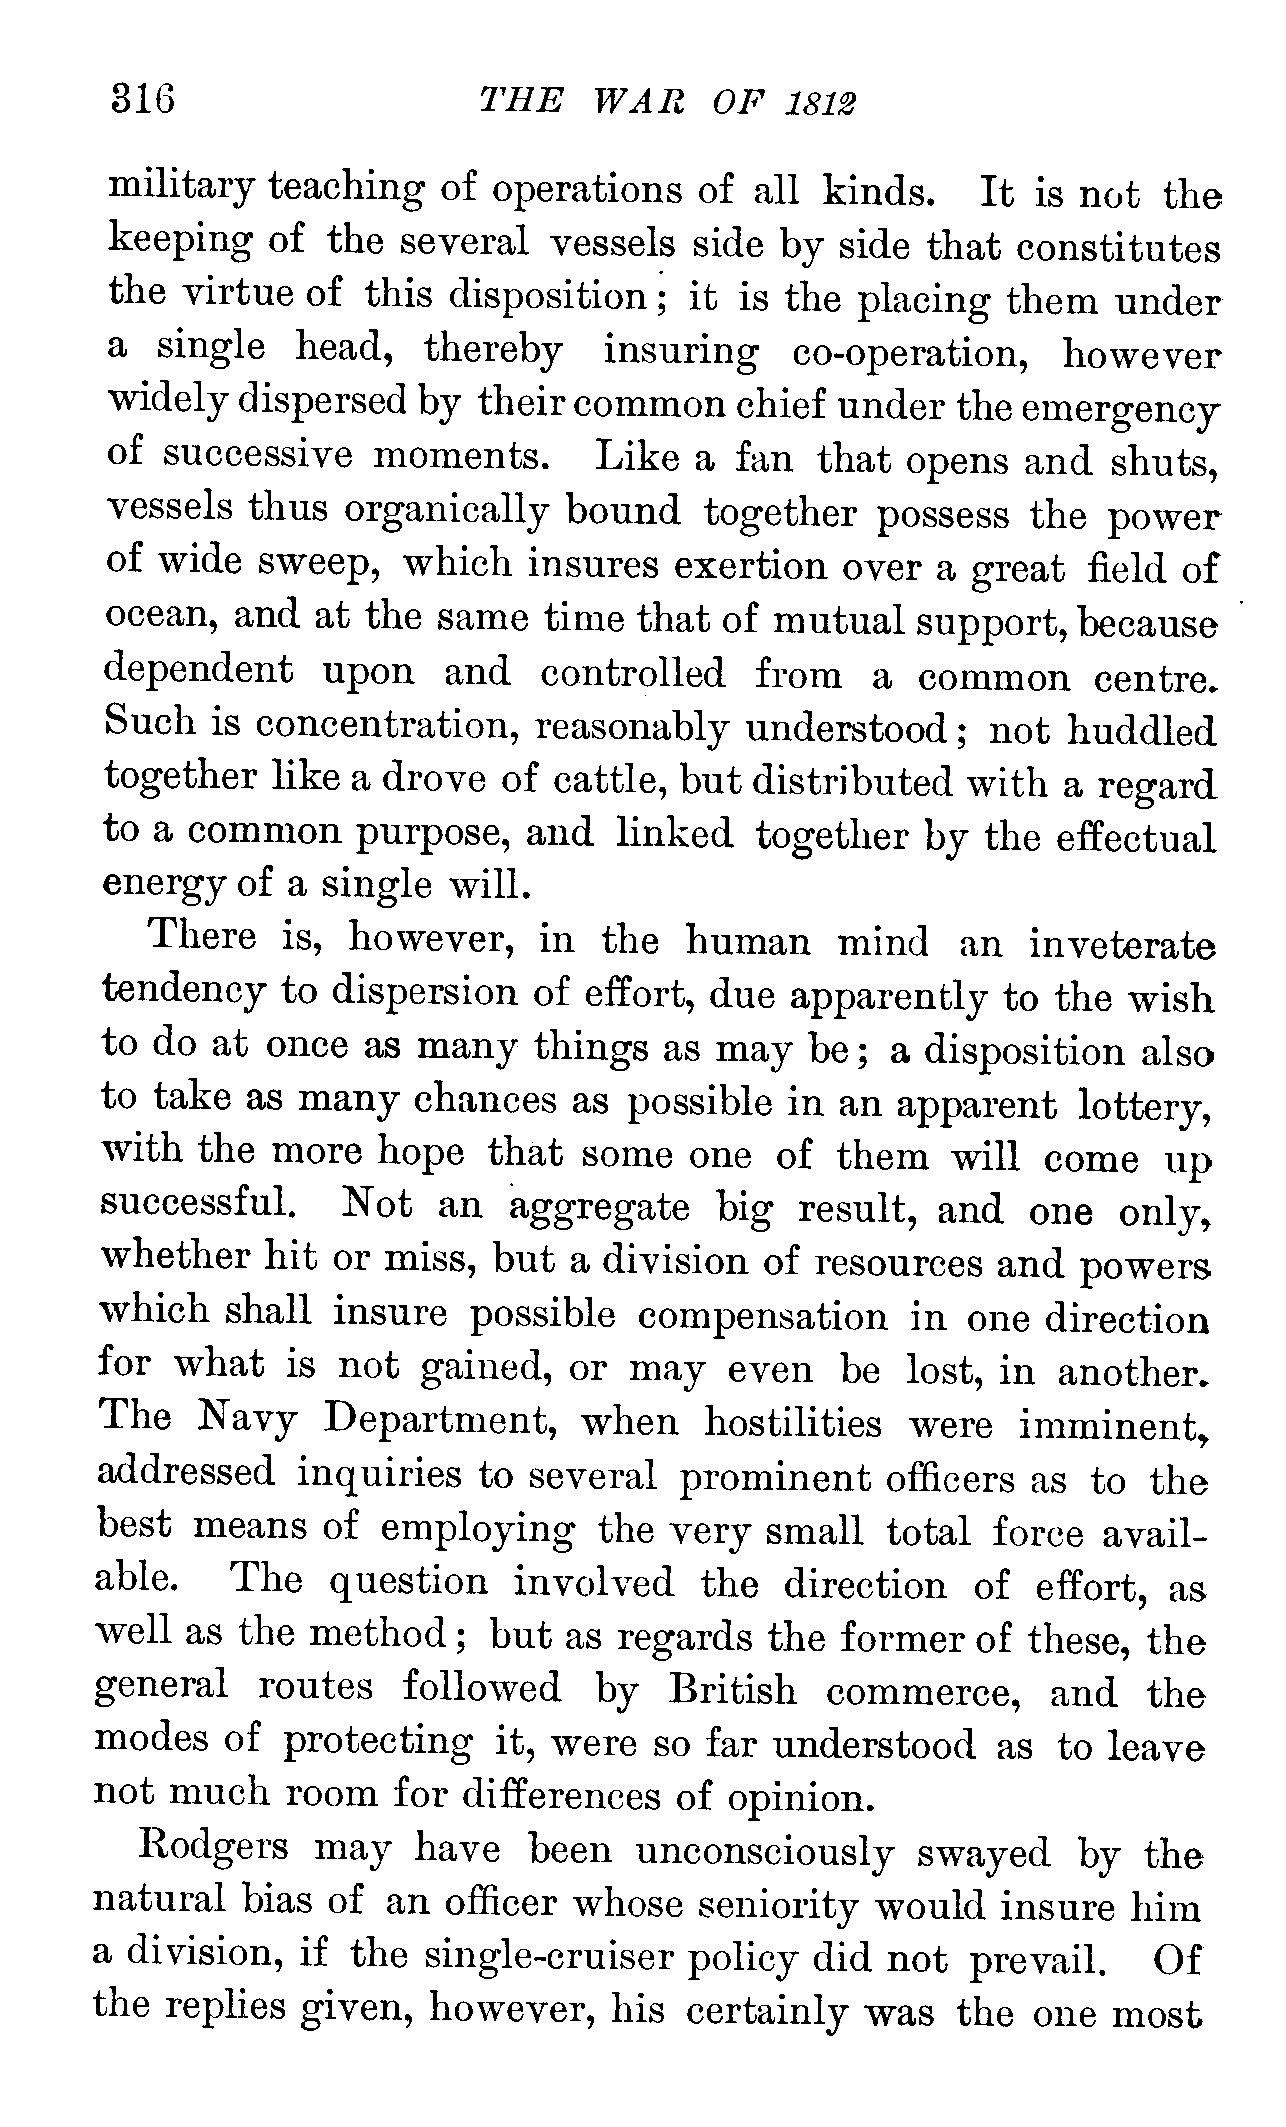 316 THE WAR OF 1812
military teaching of operations of all kinds. It is not the
keeping of the several vessels side by side that constitutes
the virtue of this disposition; it is the placing them under
a single head, thereby insuring co-operation, however
widely dispersed by their common chief under the emergency
of successive moments. Like a fan that opens and shuts,
vessels thus organically bound together possess the power
of wide sweep, which insures exertion over a great field of
ocean, and at the same time that of mutual support, because
dependent upon and controlled from a common centre.
Such is concentration, reasonably understood; not huddled
together like a drove of cattle, but distributed with a regard
to a common purpose, and linked together by the effectual
energy of a single will.
There is, however, in the human mind an inveterate
tendency to dispersion of effort, due apparently to the wish
to do at once as many things as may be; a disposition also
to take as many chances as possible in an apparent lottery,
with the more hope that some one of them will come up
successful. Not an aggregate big result, and one only,
whether hit or miss, but a division of resources and powers
which shall insure possible compensation in one direction
for what is not gained, or may even be lost, in another.
The Navy Department, when hostilities were imminent,
addressed inquiries to several prominent officers as to the
best means of employing the very small total force avail-
able. The question involved the direction of effort, as
well as the method; but as regards the former of these, the
general routes followed by British commerce, and the
modes of protecting it, were so far understood as to leave
not much room for differences of opinion.
Rodgers may have been unconsciously swayed by the
natural bias of an officer whose seniority would insure him
a division, if the single-cruiser policy did not prevail. Of
the replies given, however, his certainly was the one most